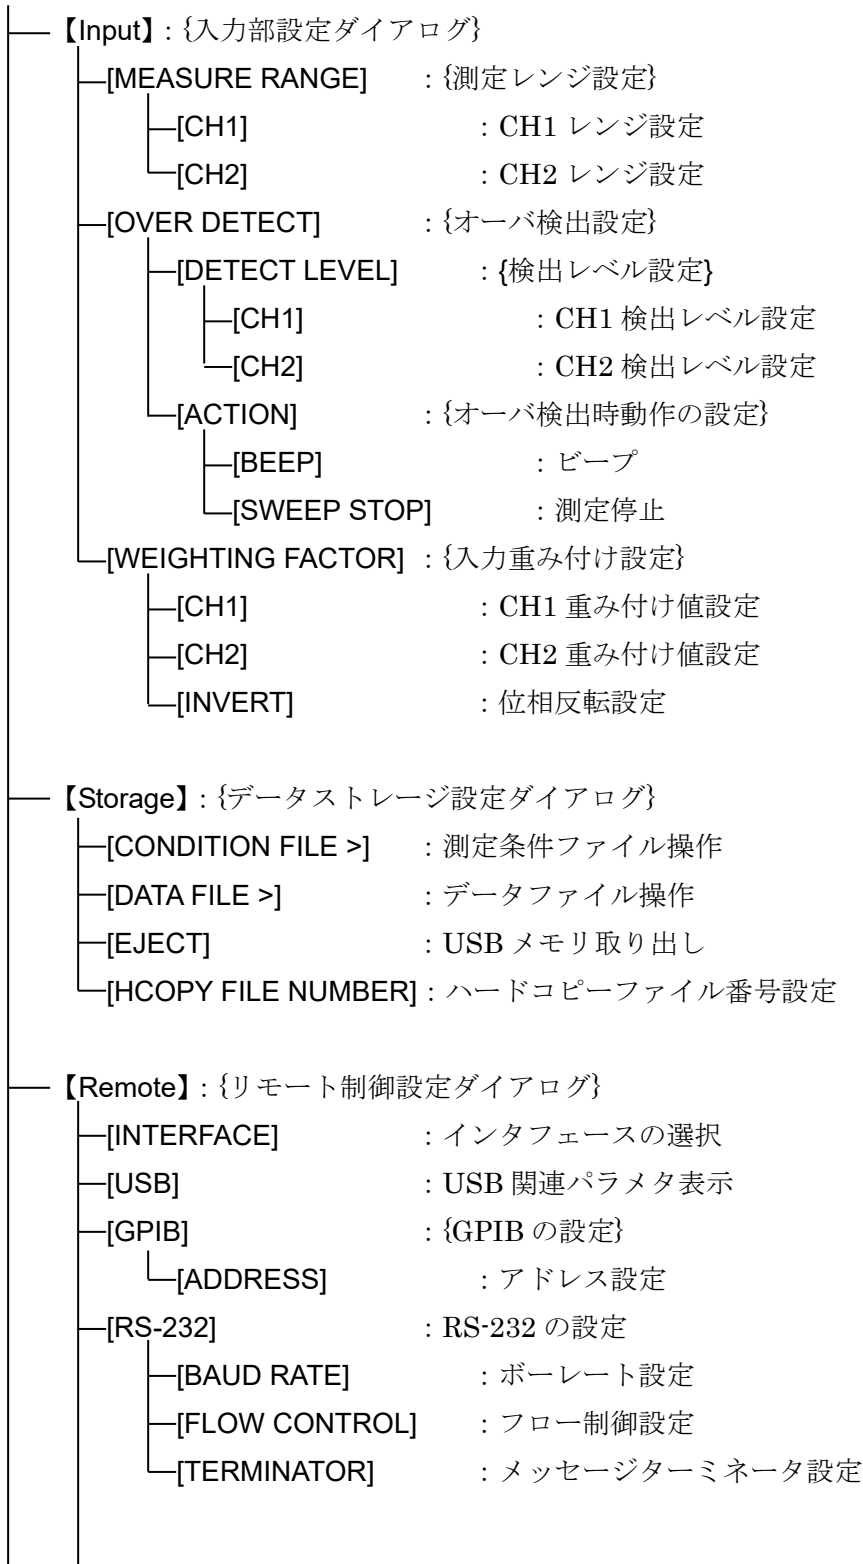 【Input】: {入力部設定ダイアログ}
[MEASURE RANGE] : {測定レンジ設定}
[CH1] : CH1 レンジ設定
[CH2] : CH2 レンジ設定
[OVER DETECT] : {オーバ検出設定}
[DETECT LEVEL] : {検出レベル設定}
[CH1] : CH1 検出レベル設定
[CH2] : CH2 検出レベル設定
[ACTION] : {オーバ検出時動作の設定}
[BEEP] : ビープ
[SWEEP STOP] : 測定停止
[WEIGHTING FACTOR] : {入力重み付け設定}
[CH1] : CH1 重み付け値設定
[CH2] : CH2 重み付け値設定
[INVERT] : 位相反転設定
【Storage】: {データストレージ設定ダイアログ}
[CONDITION FILE >] : 測定条件ファイル操作
[DATA FILE >] : データファイル操作
[EJECT] : USB メモリ取り出し
[HCOPY FILE NUMBER] : ハードコピーファイル番号設定
【Remote】: {リモート制御設定ダイアログ}
[INTERFACE] : インタフェースの選択
[USB] : USB 関連パラメタ表示
[GPIB] : {GPIB の設定}
[ADDRESS] : アドレス設定
[RS-232] : RS-232 の設定
[BAUD RATE] : ボーレート設定
[FLOW CONTROL] : フロー制御設定
[TERMINATOR] : メッセージターミネータ設定